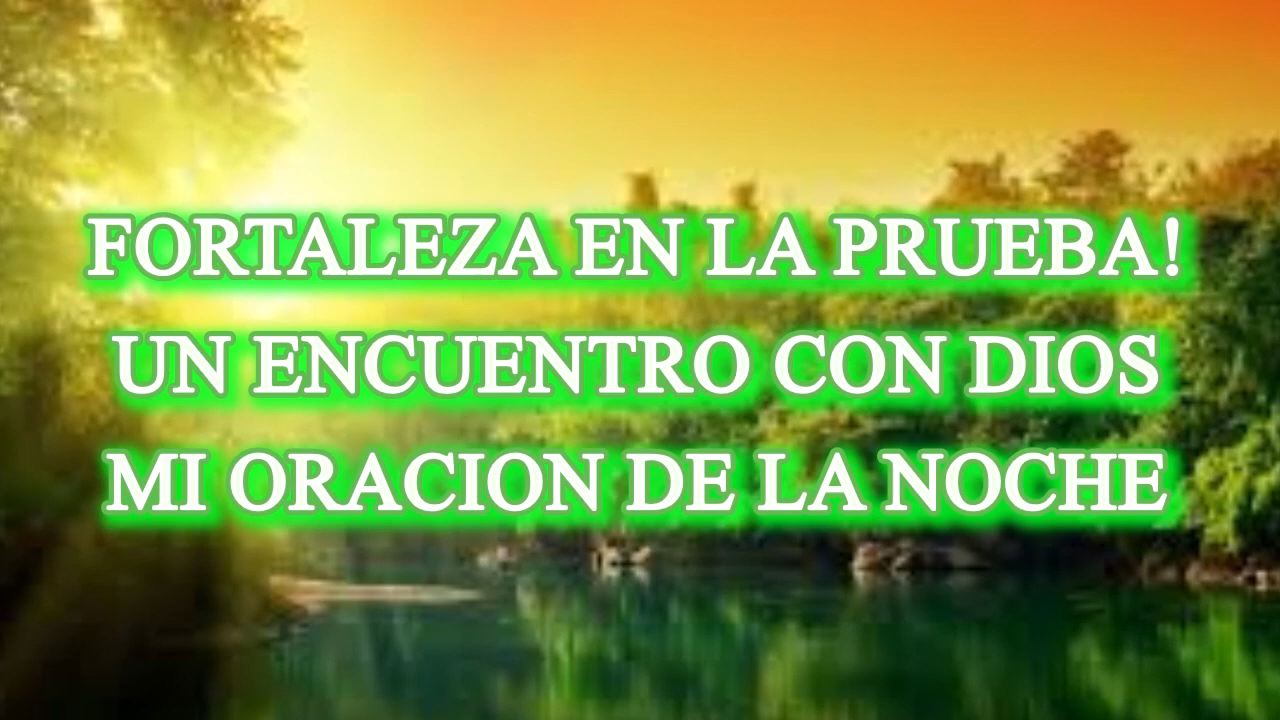 FORTALEZA EN LA PRUEBA!
UN ENCUENTRO CON DIOS
MI ORACION DE LA NOCHE